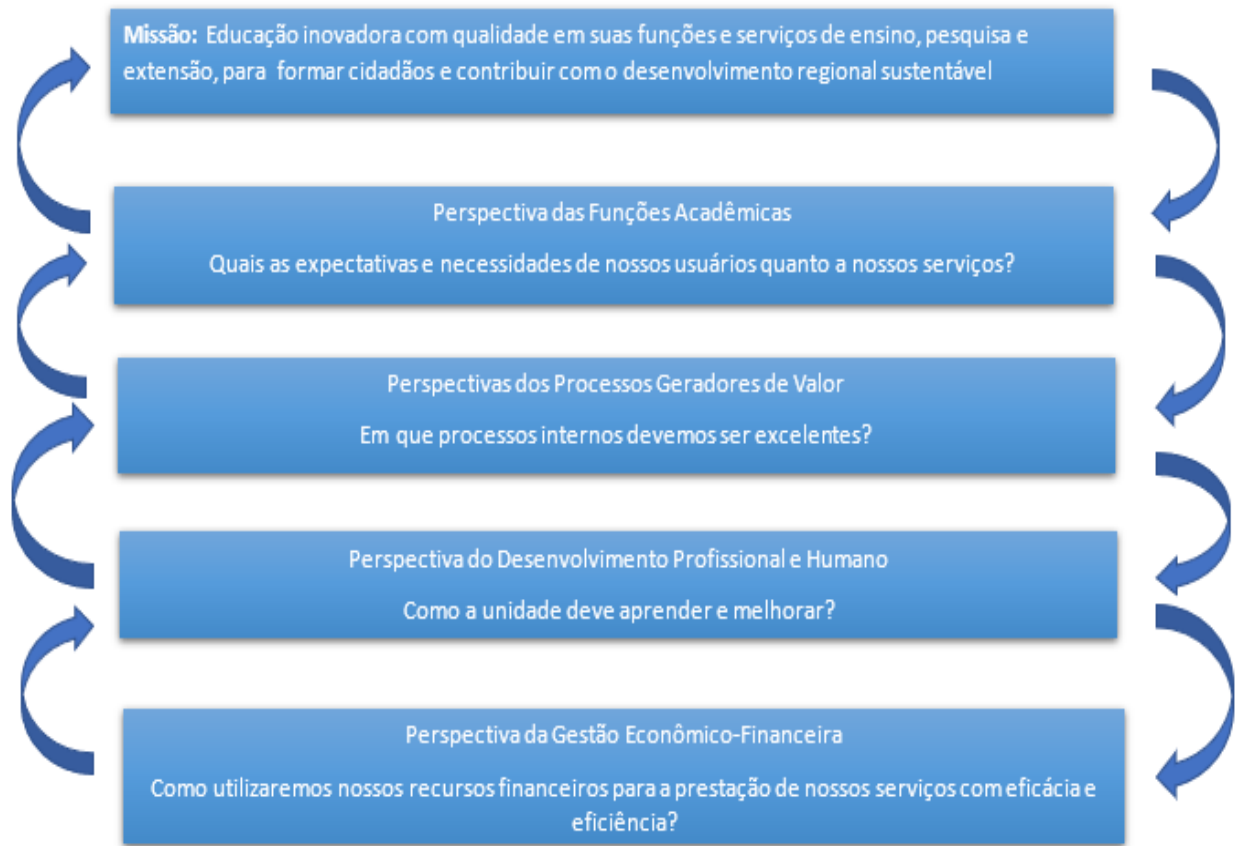 Missão: Educação inovadora com qualidade em suas funções e serviços de ensino, pesquisa e
extensão, para formar cidadãos e contribuir com o desenvolvimento regional sustentável
Perspectiva das Funções Acadêmicas
Quais as expectativas e necessidades de nossos usuários quanto a nossos serviços?
Perspectivas dos Processos Geradores de Valor
Em que processos internos devemos ser excelentes?
Perspectiva do Desenvolvimento Profissional e Humano
Como a unidade deve aprender e melhorar?
Perspectiva da Gestão Econômico-Financeira
Como utilizaremos nossos recursos financeiros para a prestação de nossos serviços com eficácia e
eficiência?